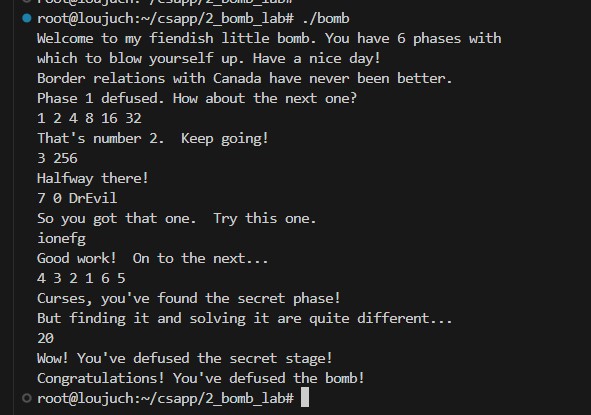 root@loujuch:~/csapp/2_bomb_lab#
root@loujuch:~/csapp/2_bomb_lab# ./bomb
Welcome to my fiendish little bomb. You have 6 phases with
which to blow yourself up. Have a nice day!
Border relations with Canada have never been better.
Phase 1 defused. How about the next one?
1 2 4 8 16 32
That's number 2.  Keep going!
3 256
Halfway there!
7 0 DrEvil
So you got that one.  Try this one.
ionefg
Good work!  On to the next...
4 3 2 1 6 5
Curses, you've found the secret phase!
But finding it and solving it are quite different...
20
Wow! You've defused the secret stage!
Congratulations! You've defused the bomb!
root@loujuch:~/csapp/2_bomb_lab#